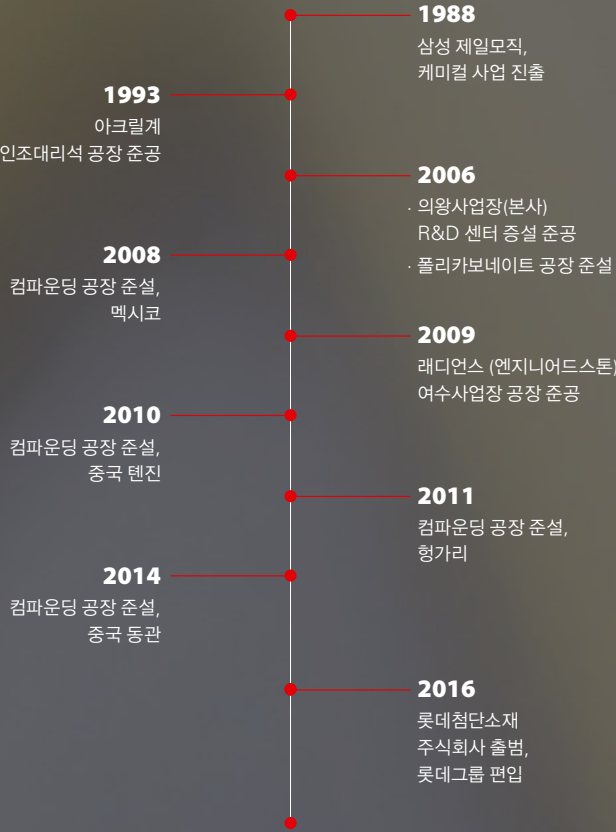 1988
삼성 제일모직,
케미컬 사업 진출
1993
아크릴계
인조대리석 공장 준공
2006
· 의왕사업장(본사)
R&D 센터 증설 준공
· 폴리카보네이트 공장 준설
2008
컴파운딩 공장 준설,
멕시코
2009
래디언스 (엔지니어드스톤)
여수사업장 공장 준공
2010
컴파운딩 공장 준설,
중국 톈진
2011
컴파운딩 공장 준설,
헝가리
2014
컴파운딩 공장 준설,
중국 동관
2016
롯데첨단소재
주식회사 출범,
롯데그룹 편입